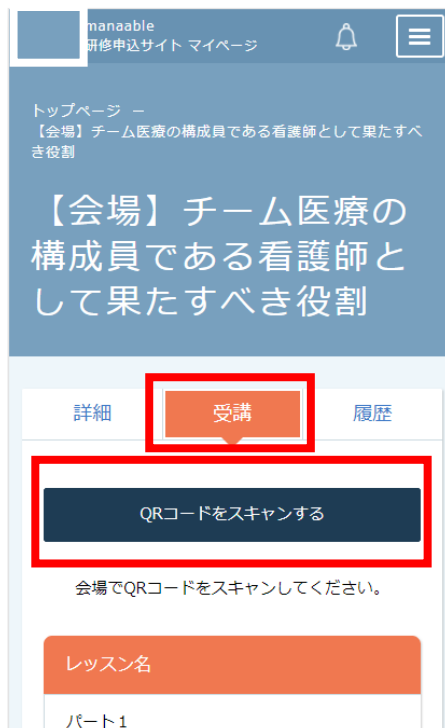 manaable
研修申込サイト マイページ
トップページ －
【会場】チーム医療の構成員である看護師として果たすべ
き役割
【会場】チーム医療の
構成員である看護師と
して果たすべき役割
詳細 受講 履歴
QRコードをスキャンする
会場でQRコードをスキャンしてください。
レッスン名
パート1